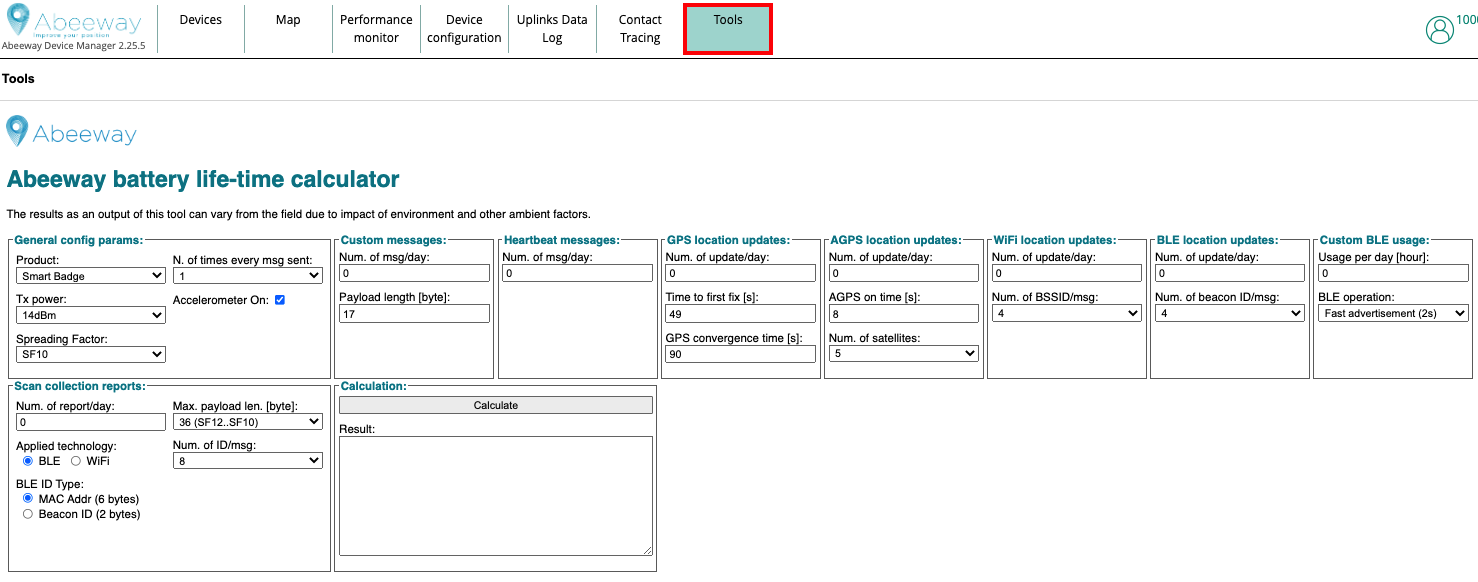 Abeeway
Improve your position
Abeeway Device Manager 2.25.5
Devices
Map
Performance
monitor
Device
configuration
Uplinks Data
Log
Contact
Tracing
Tools
100
Tools
Abeeway
Abeeway battery life-time calculator
The results as an output of this tool can vary from the field due to impact of environment and other ambient factors.
General config params:
Product:
Smart Badge
N. of times every msg sent:
1
Tx power:
14dBm
Accelerometer On:
Spreading Factor:
SF10
Custom messages:
Num. of msg/day:
0
Payload length [byte]:
17
Heartbeat messages:
Num. of msg/day:
0
GPS location updates:
Num. of update/day:
0
Time to first fix [s]:
49
GPS convergence time [s]:
90
AGPS location updates:
Num. of update/day:
0
AGPS on time [s]:
8
Num. of satellites:
5
WiFi location updates:
Num. of update/day:
0
Num. of BSSID/msg:
4
BLE location updates:
Num. of update/day:
0
Num. of beacon ID/msg:
4
Custom BLE usage:
Usage per day [hour]:
0
BLE operation:
Fast advertisement (2s)
Scan collection reports:
Num. of report/day:
0
Max. payload len. [byte]:
36 (SF12..SF10)
Applied technology:
BLE WiFi
Num. of ID/msg:
8
BLE ID Type:
MAC Addr (6 bytes)
Beacon ID (2 bytes)
Calculation:
Calculate
Result: